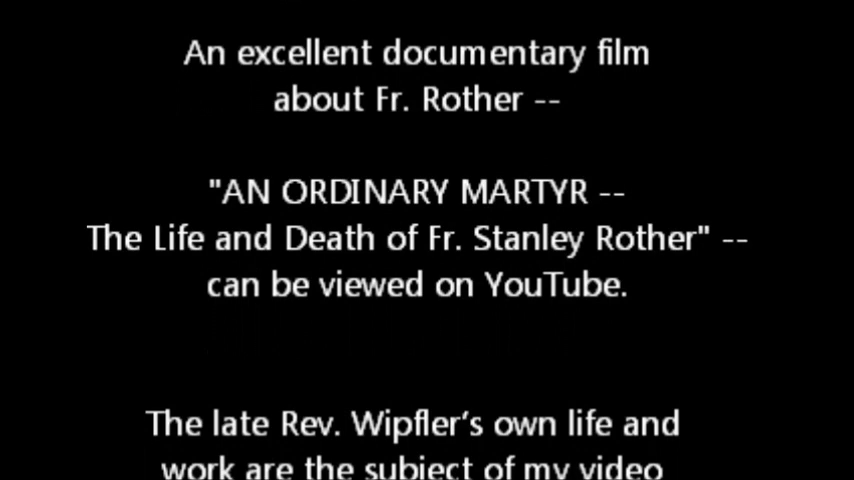 An excellent documentary film
about Fr. Rother --
"AN ORDINARY MARTYR --
The Life and Death of Fr. Stanley Rother" --
can be viewed on YouTube.
The late Rev. Wipfler's own life and
work are the subject of my video